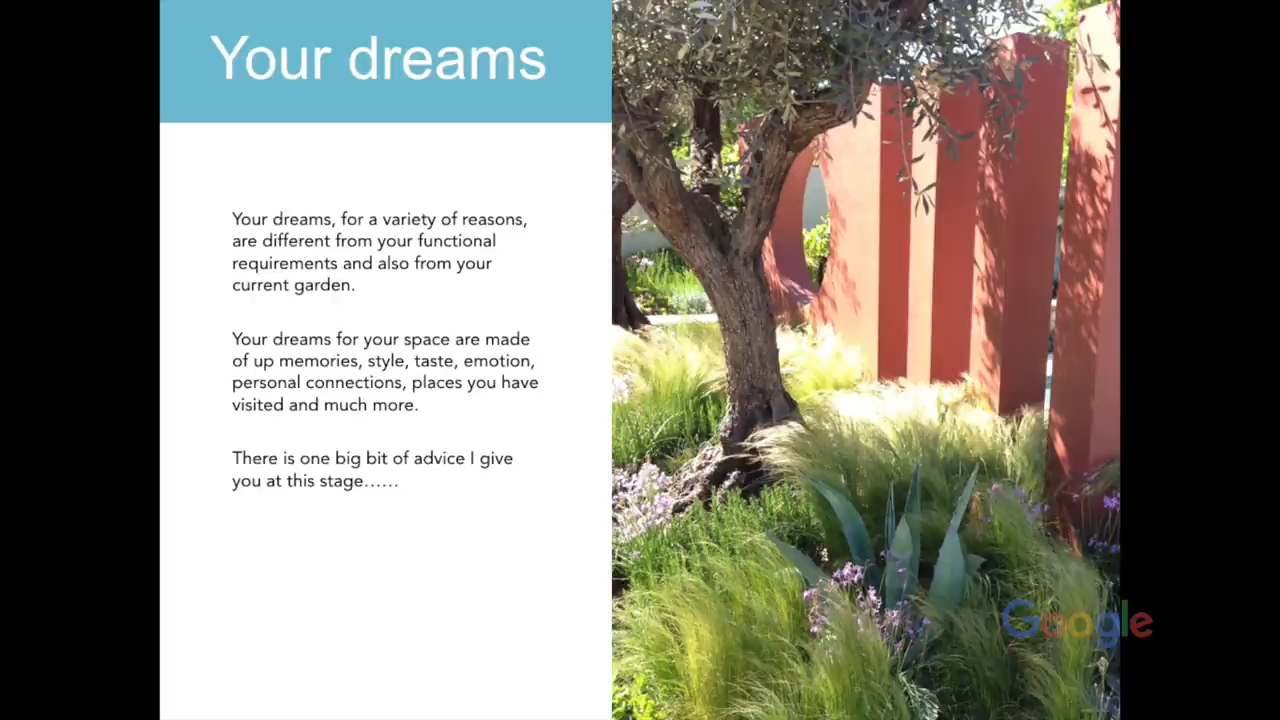 Your dreams
Your dreams, for a variety of reasons,
are different from your functional
requirements and also from your
current garden.
Your dreams for your space are made
of up memories, style, taste, emotion,
personal connections, places you have
visited and much more.
There is one big bit of advice I give
you at this stage……
Google